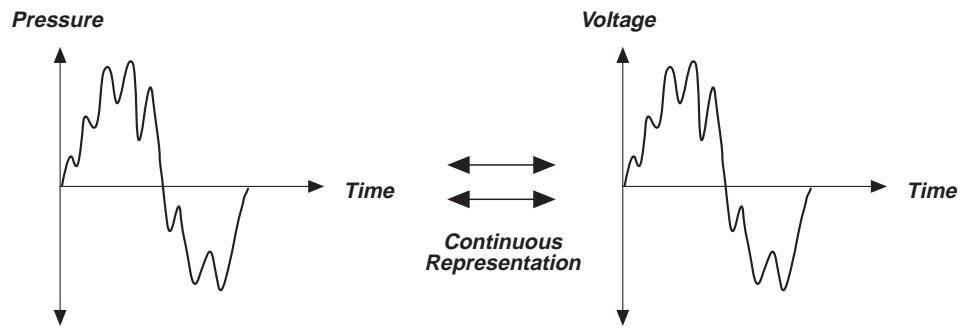 Pressure
Voltage
Time
Time
Continuous
Representation